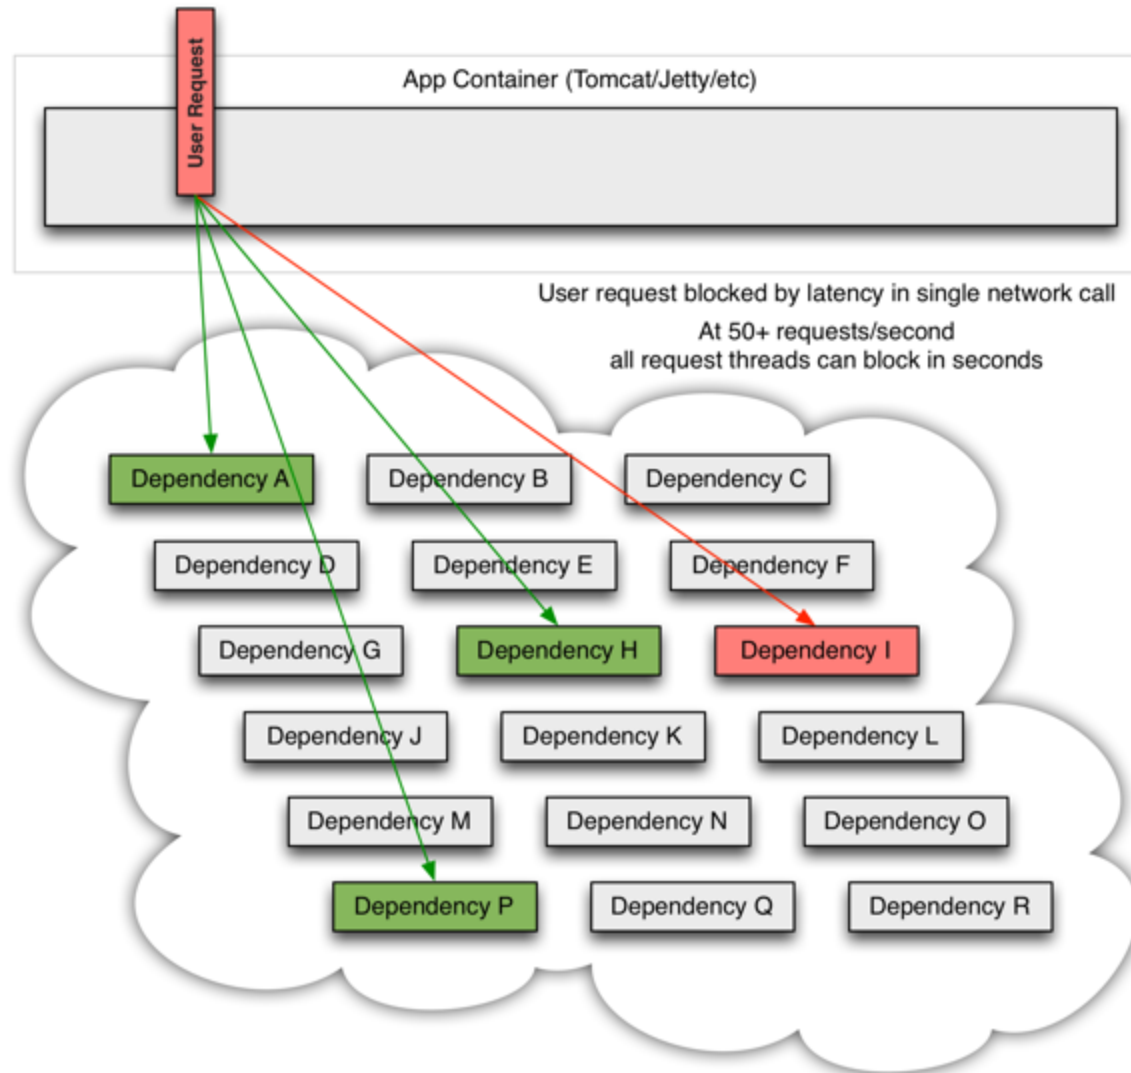 User Request
App Container (Tomcat/Jetty/etc)
User request blocked by latency in single network call
At 50+ requests/second
all request threads can block in seconds
Dependency A
Dependency B
Dependency C
Dependency D
Dependency E
Dependency F
Dependency G
Dependency H
Dependency I
Dependency J
Dependency K
Dependency L
Dependency M
Dependency N
Dependency O
Dependency P
Dependency Q
Dependency R